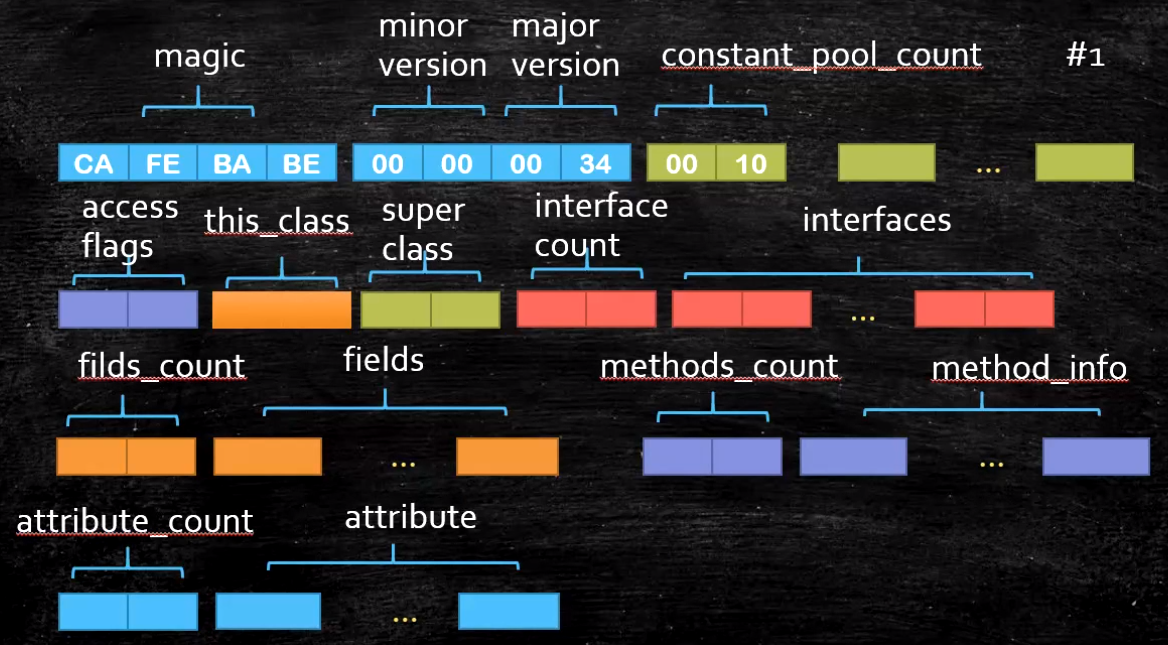 magic
minor
version
major
version
constant_pool_count
#1
CA FE BA BE 00 00 00 34 00 10 ...
access
flags
this_class
super
class
interface
count
interfaces
...
filds_count
fields
methods_count
method_info
... ...
attribute_count
attribute
...